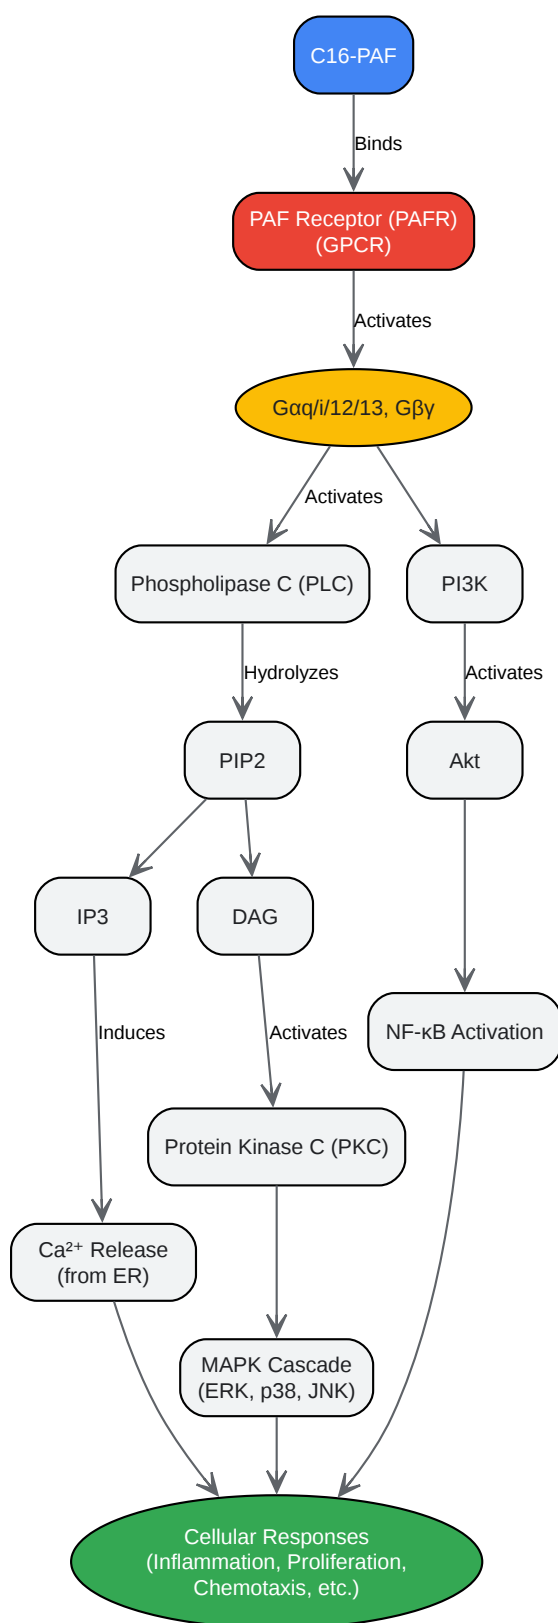 C16-PAF
Binds
PAF Receptor (PAFR)
(GPCR)
Activates
Gαq/i/12/13, Gβγ
Activates
Phospholipase C (PLC)
PI3K
Hydrolyzes
Activates
PIP2
Akt
IP3
DAG
Induces
Activates
NF-κB Activation
Protein Kinase C (PKC)
Ca²⁺ Release
(from ER)
MAPK Cascade
(ERK, p38, JNK)
Cellular Responses
(Inflammation, Proliferation,
Chemotaxis, etc.)